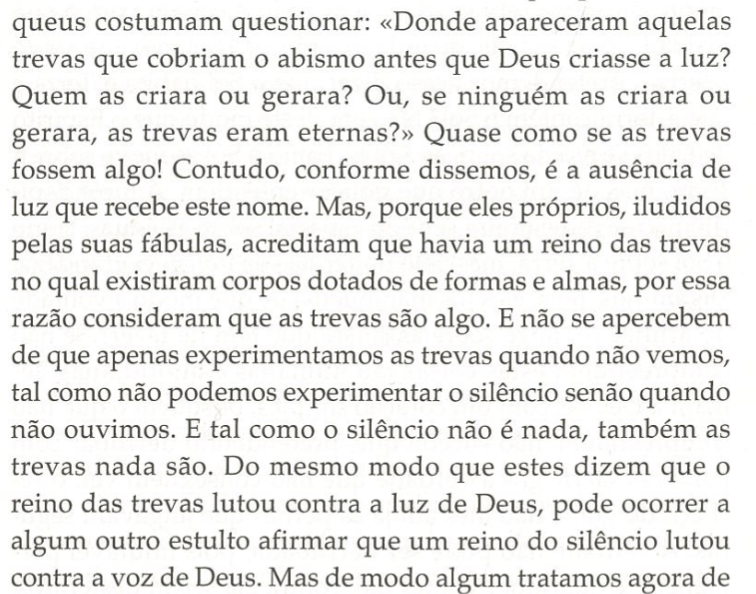 queus costumam questionar: «Donde apareceram aquelas
trevas que cobriam o abismo antes que Deus criasse a luz?
Quem as criara ou gerara? Ou, se ninguém as criara ou
gerara, as trevas eram eternas?» Quase como se as trevas
fossem algo! Contudo, conforme dissemos, é a ausência de
luz que recebe este nome. Mas, porque eles próprios, iludidos
pelas suas fábulas, acreditam que havia um reino das trevas
no qual existiram corpos dotados de formas e almas, por essa
razão consideram que as trevas são algo. E não se apercebem
de que apenas experimentamos as trevas quando não vemos,
tal como não podemos experimentar o silêncio senão quando
não ouvimos. E tal como o silêncio não é nada, também as
trevas nada são. Do mesmo modo que estes dizem que o
reino das trevas lutou contra a luz de Deus, pode ocorrer a
algum outro estulto afirmar que um reino do silêncio lutou
contra a voz de Deus. Mas de modo algum tratamos agora de